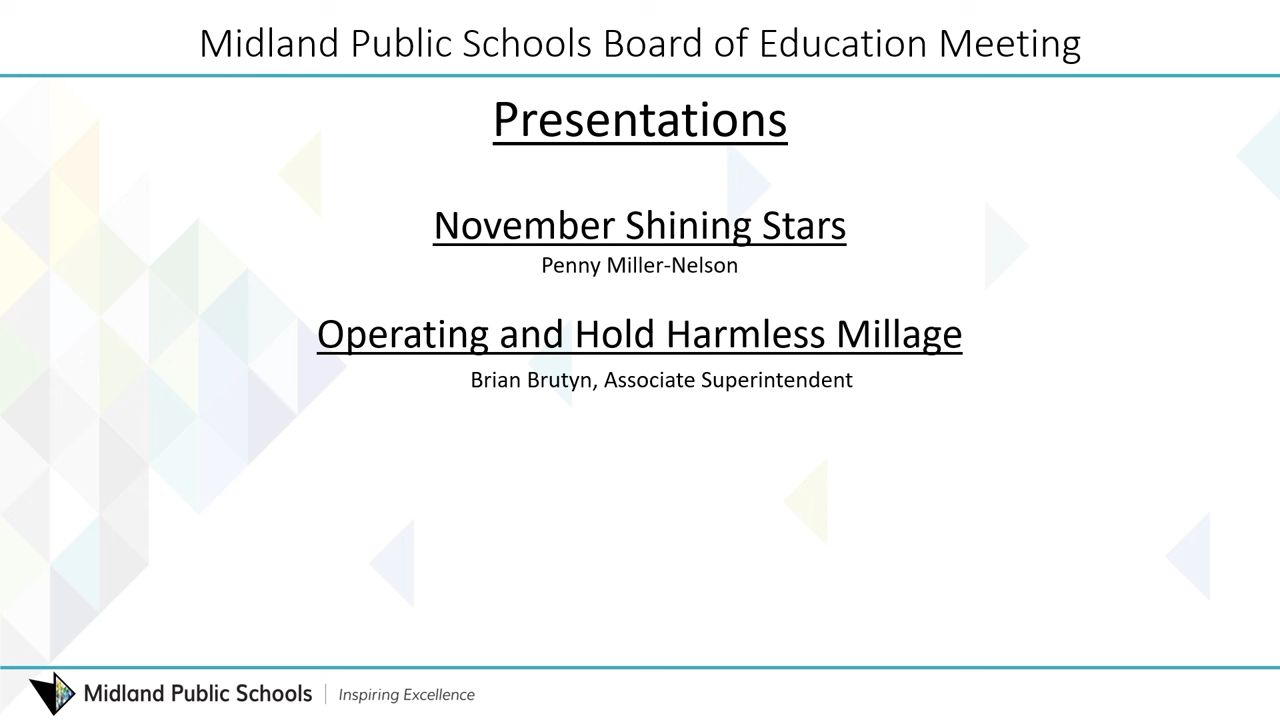 Midland Public Schools Board of Education Meeting
Presentations
November Shining Stars
Penny Miller-Nelson
Operating and Hold Harmless Millage
Brian Brutyn, Associate Superintendent
Midland Public Schools | Inspiring Excellence